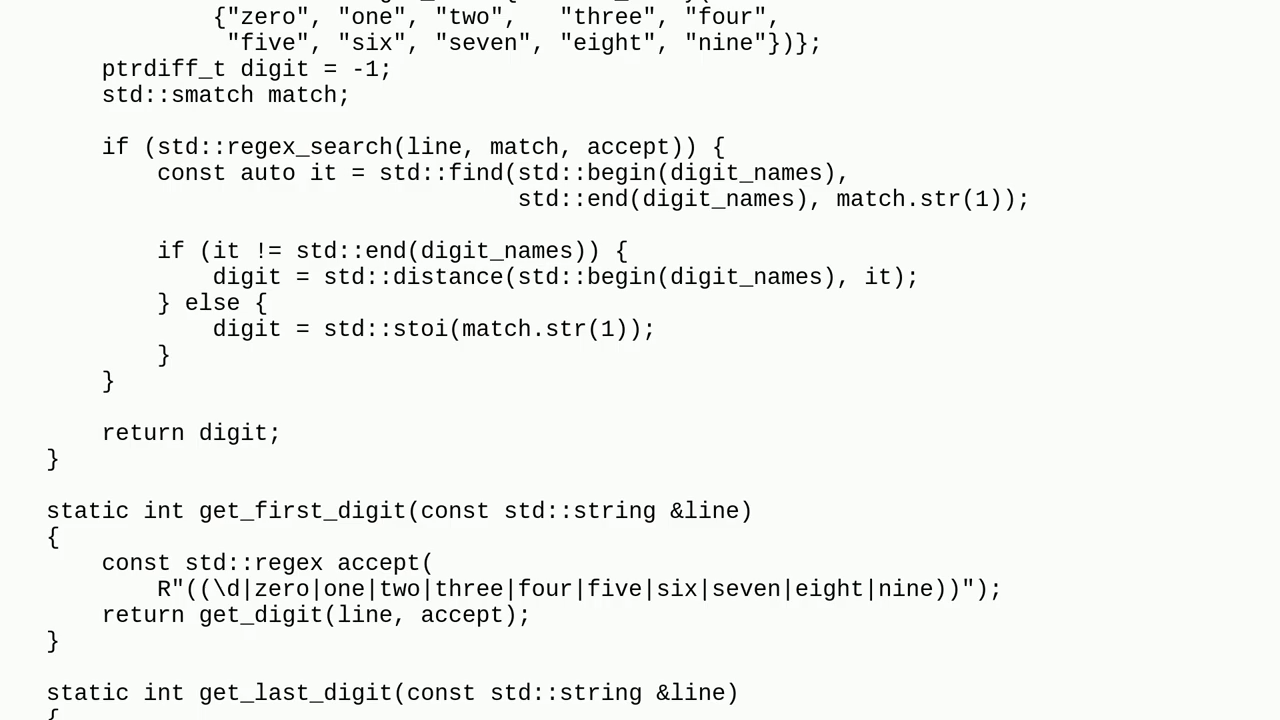 {"zero", "one", "two",   "three", "four",
"five", "six", "seven", "eight", "nine"})};
ptrdiff_t digit = -1;
std::smatch match;
if (std::regex_search(line, match, accept)) {
const auto it = std::find(std::begin(digit_names),
std::end(digit_names), match.str(1));
if (it != std::end(digit_names)) {
digit = std::distance(std::begin(digit_names), it);
} else {
digit = std::stoi(match.str(1));
}
}
return digit;
}
static int get_first_digit(const std::string &line)
{
const std::regex accept(
R"((\d|zero|one|two|three|four|five|six|seven|eight|nine))");
return get_digit(line, accept);
}
static int get_last_digit(const std::string &line)
{